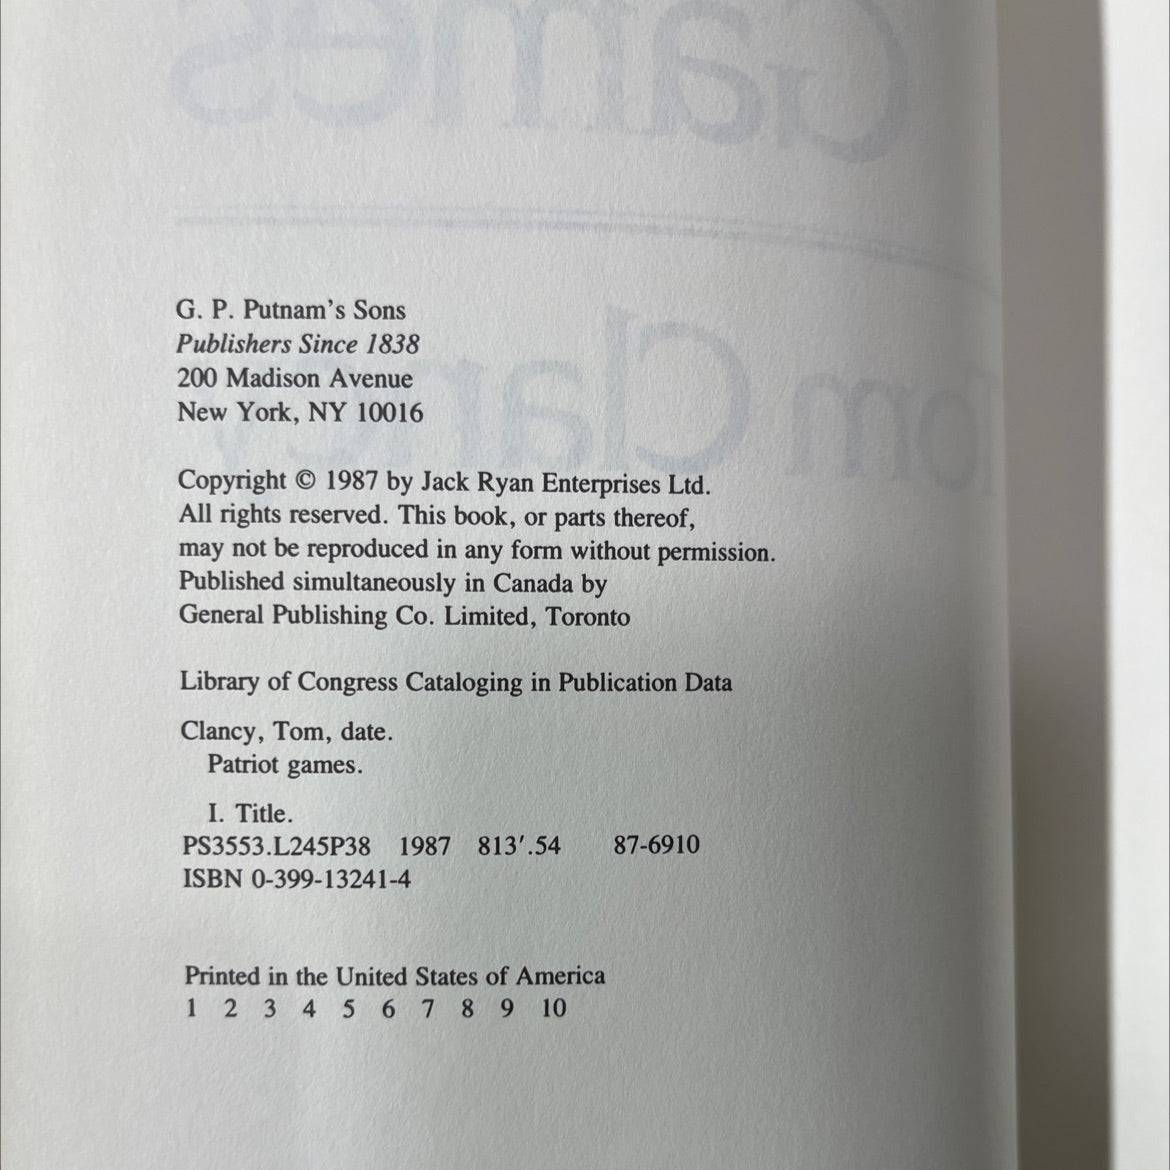 Games
Tom Clancy
G. P. Putnam's Sons
Publishers Since 1838
200 Madison Avenue
New York, NY 10016
Copyright © 1987 by Jack Ryan Enterprises Ltd.
All rights reserved. This book, or parts thereof,
may not be reproduced in any form without permission.
Published simultaneously in Canada by
General Publishing Co. Limited, Toronto
Library of Congress Cataloging in Publication Data
Clancy, Tom, date.
Patriot games.
I. Title.
PS3553.L245P38 1987 813′.54 87-6910
ISBN 0-399-13241-4
Printed in the United States of America
1 2 3 4 5 6 7 8 9 10